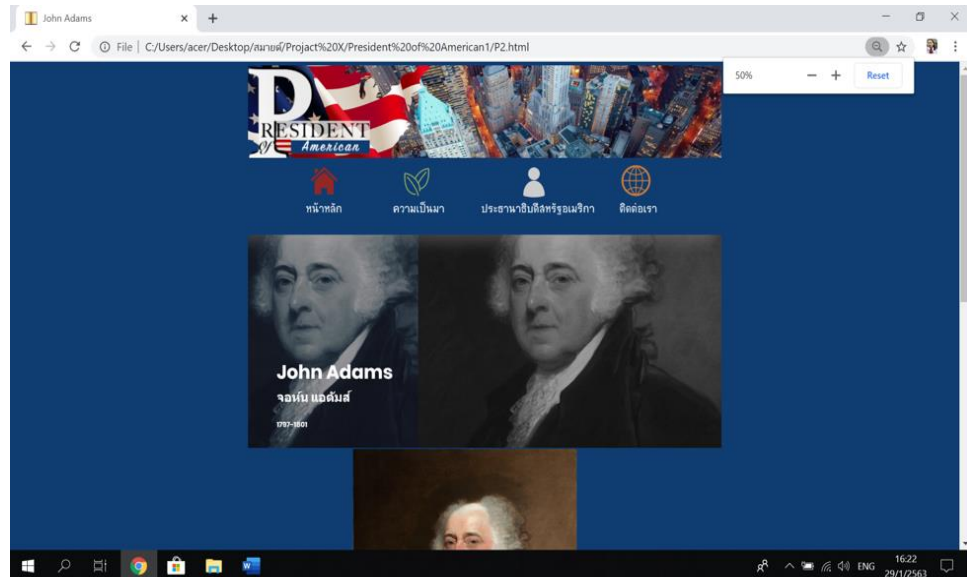 John Adams
File | C:/Users/acer/Desktop/สมายด์/Projact%20X/President%20of%20American1/P2.html
50%
Reset
PRESIDENT
of American
หน้าหลัก
ความเป็นมา
ประธานาธิบดีสหรัฐอเมริกา
ติดต่อเรา
John Adams
จอห์น แอดัมส์
1797-1801
ENG
16:22
29/1/2563